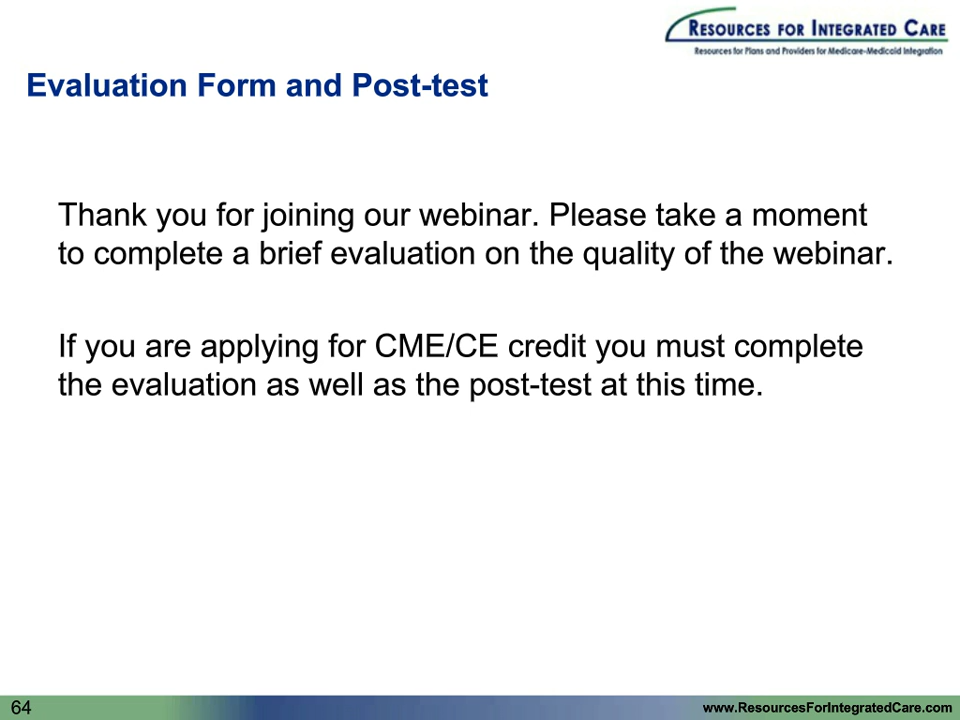 RESOURCES FOR INTEGRATED CARE
Resources for Plans and Providers for Medicare-Medicaid Integration
Evaluation Form and Post-test
Thank you for joining our webinar. Please take a moment
to complete a brief evaluation on the quality of the webinar.
If you are applying for CME/CE credit you must complete
the evaluation as well as the post-test at this time.
64
www.ResourcesForIntegratedCare.com